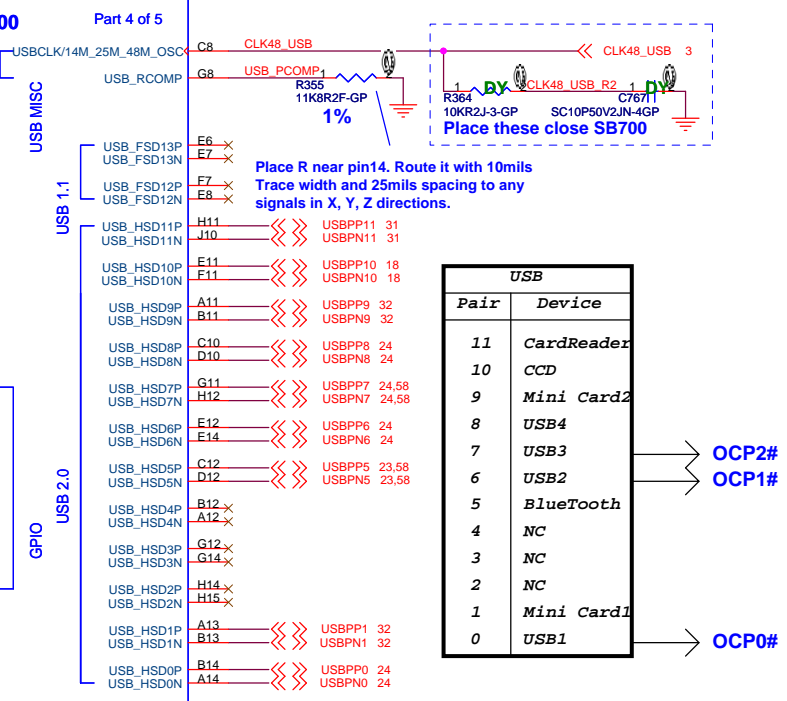 00
Part 4 of 5
USBCLK/14M_25M_48M_OSC C8 CLK48_USB
CLK48_USB 3
USB_RCOMP G8 USB_PCOMP 1
R355
11K8R2F-GP
1%
1 DY CLK48_USB_R2 1 DY
R364 C767
10KR2J-3-GP SC10P50V2JN-4GP
Place these close SB700
USB MISC
USB_FSD13P E6
USB_FSD13N E7
USB_FSD12P F7
USB_FSD12N E8
USB 1.1
Place R near pin14. Route it with 10mils
Trace width and 25mils spacing to any
signals in X, Y, Z directions.
USB_HSD11P H11 USBPP11 31
USB_HSD11N J10 USBPN11 31
USB_HSD10P E11 USBPP10 18
USB_HSD10N F11 USBPN10 18
USB_HSD9P A11 USBPP9 32
USB_HSD9N B11 USBPN9 32
USB_HSD8P C10 USBPP8 24
USB_HSD8N D10 USBPN8 24
USB_HSD7P G11 USBPP7 24,58
USB_HSD7N H12 USBPN7 24,58
USB_HSD6P E12 USBPP6 24
USB_HSD6N E14 USBPN6 24
USB_HSD5P C12 USBPP5 23,58
USB_HSD5N D12 USBPN5 23,58
USB_HSD4P B12
USB_HSD4N A12
USB_HSD3P G12
USB_HSD3N G14
USB_HSD2P H14
USB_HSD2N H15
USB_HSD1P A13 USBPP1 32
USB_HSD1N B13 USBPN1 32
USB_HSD0P B14 USBPP0 24
USB_HSD0N A14 USBPN0 24
USB 2.0
GPIO
USB
Pair Device
11 CardReader
10 CCD
9 Mini Card2
8 USB4
7 USB3 OCP2#
6 USB2 OCP1#
5 BlueTooth
4 NC
3 NC
2 NC
1 Mini Card1
0 USB1 OCP0#